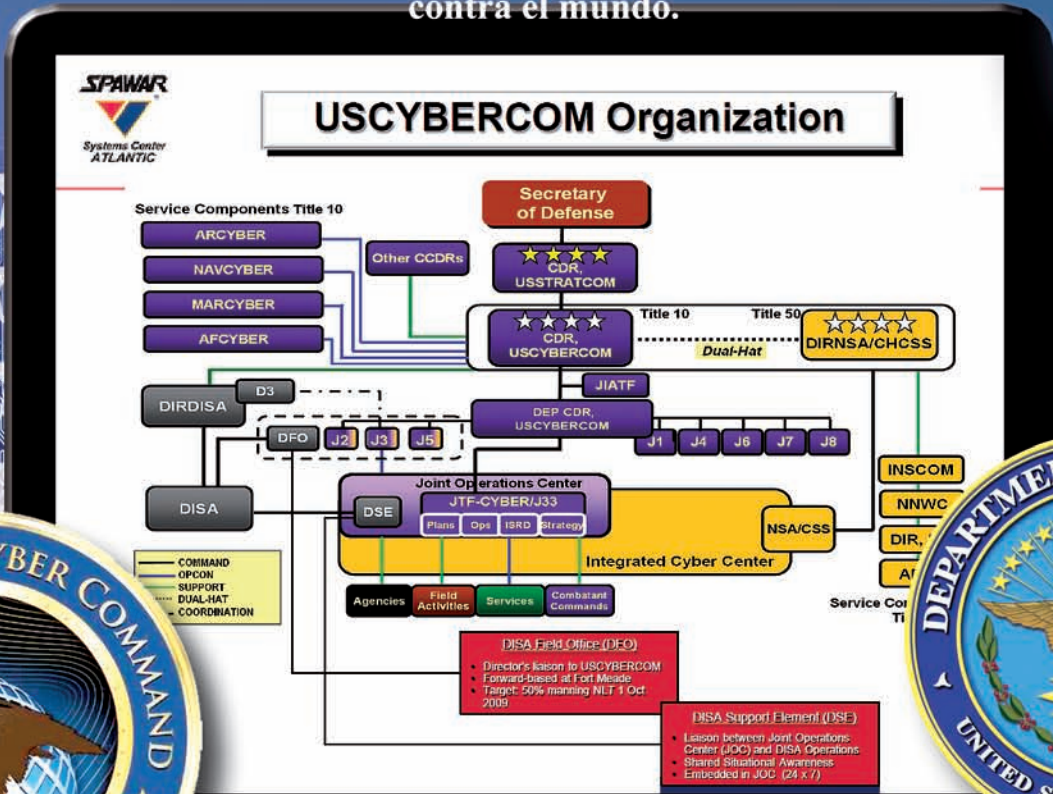 contra el mundo.
SPAWAR
Systems Center
ATLANTIC
USCYBERCOM Organization
Secretary
of Defense
Service Components Title 10
ARCYBER
NAVCYBER
MARCYBER
AFCYBER
Other CCDRs
CDR,
USSTRATCOM
CDR,
USCYBERCOM
Title 10
Title 50
Dual-Hat
DIRNSA/CHCSS
JIATF
DEP CDR,
USCYBERCOM
DIRDISA
D3
DFO
J2
J3
J5
J1
J4
J6
J7
J8
Joint Operations Center
JTF-CYBER/J33
DISA
DSE
Plans
Ops
ISRD
Strategy
NSA/CSS
Integrated Cyber Center
INSCOM
NNWC
DIR,
Service
COMMAND
OPCON
SUPPORT
DUAL-HAT
COORDINATION
Agencies
Field
Activities
Services
Combatant
Commands
DISA Field Office (DFO)
• Director's liaison to USCYBERCOM
• Forward-based at Fort Meade
• Target: 50% manning NLT 1 Oct
2009
DISA Support Element (DSE)
• Liaison between Joint Operations
Center (JOC) and DISA Operations
• Shared Situational Awareness
• Embedded in JOC (24 x 7)
COMMAND
UNITED